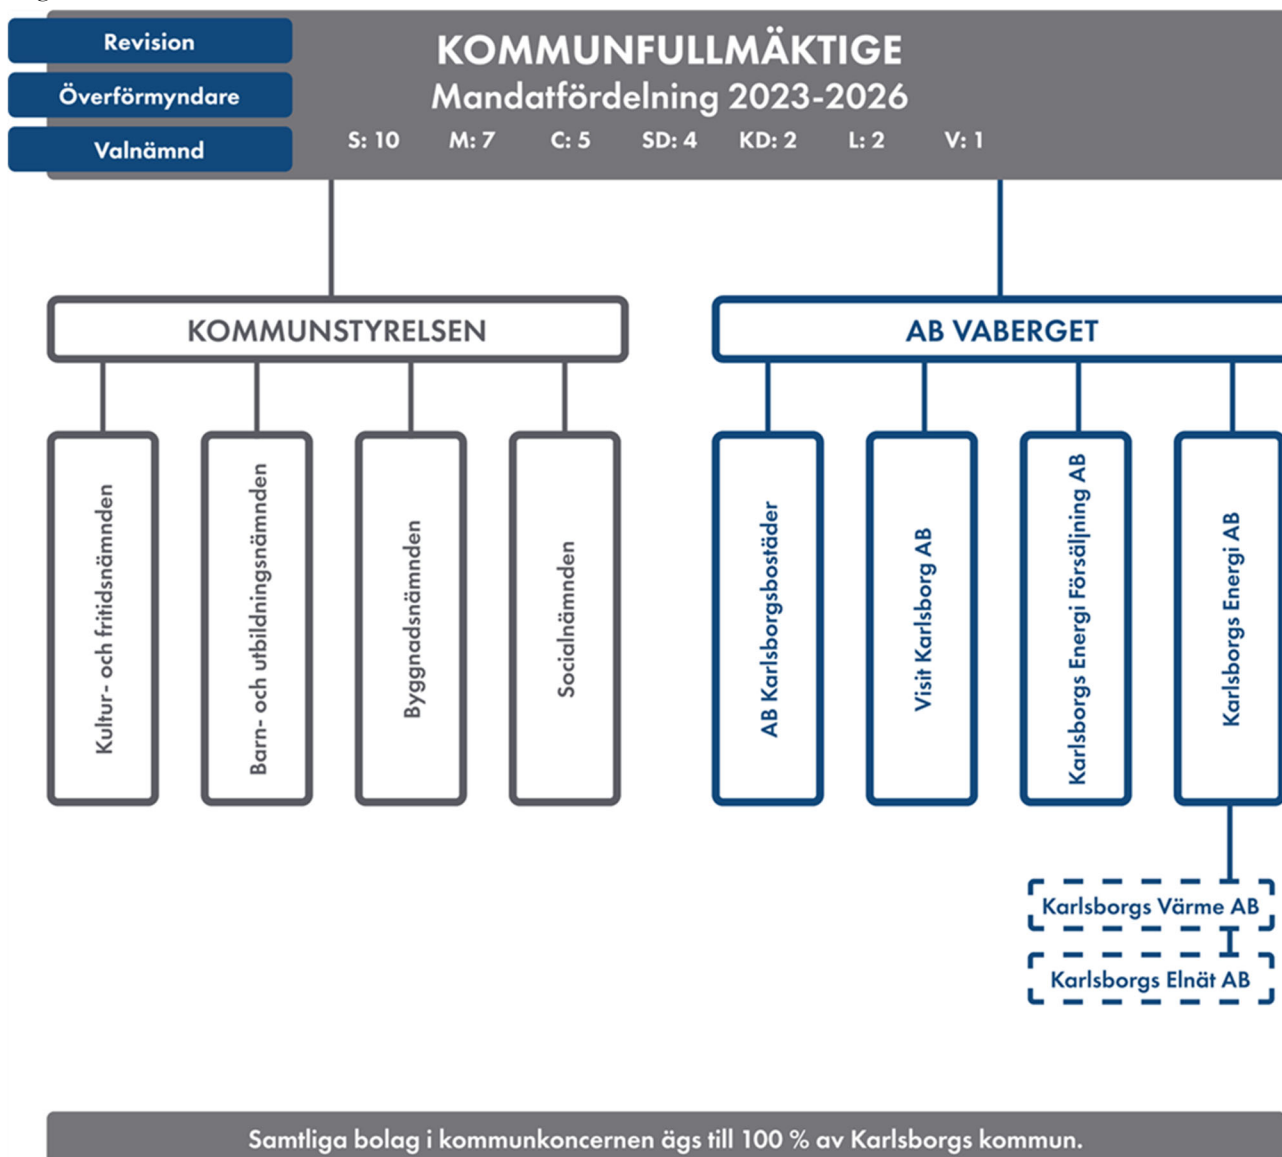 Revision
Överförmyndare
Valnämnd
KOMMUNFULLMÄKTIGE
Mandatfördelning 2023-2026
S: 10 M: 7 C: 5 SD: 4 KD: 2 L: 2 V: 1
KOMMUNSTYRELSEN
AB VABERGET
Kultur- och fritidsnämnden
Barn- och utbildningsnämnden
Byggnadsnämnden
Socialnämnden
AB Karlsborgsbostäder
Visit Karlsborg AB
Karlsborgs Energi Försäljning AB
Karlsborgs Energi AB
Karlsborgs Värme AB
Karlsborgs Elnät AB
Samtliga bolag i kommunkoncernen ägs till 100 % av Karlsborgs kommun.